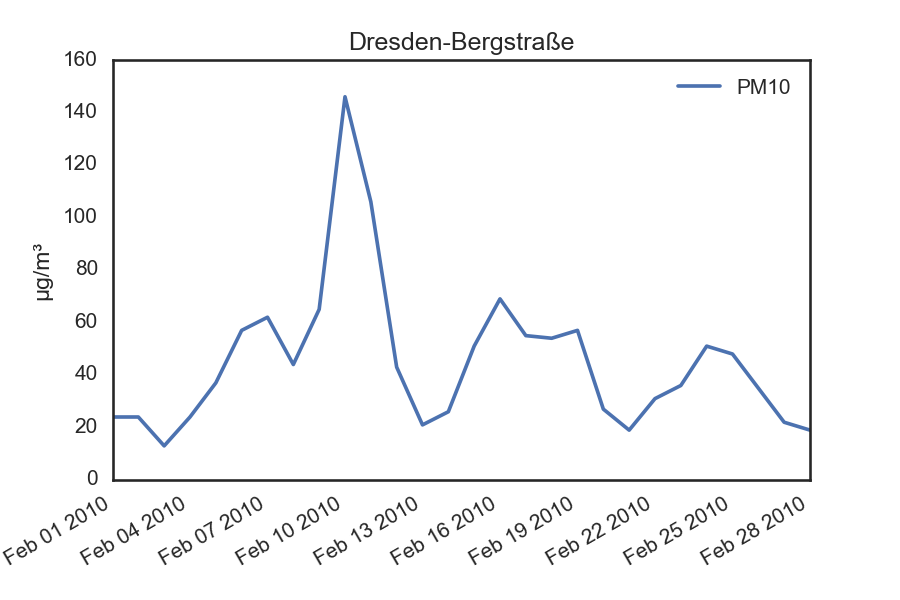 Dresden-Bergstraße
160
140
120
100
80
60
40
20
0
µg/m³
PM10
Feb 01 2010
Feb 04 2010
Feb 07 2010
Feb 10 2010
Feb 13 2010
Feb 16 2010
Feb 19 2010
Feb 22 2010
Feb 25 2010
Feb 28 2010